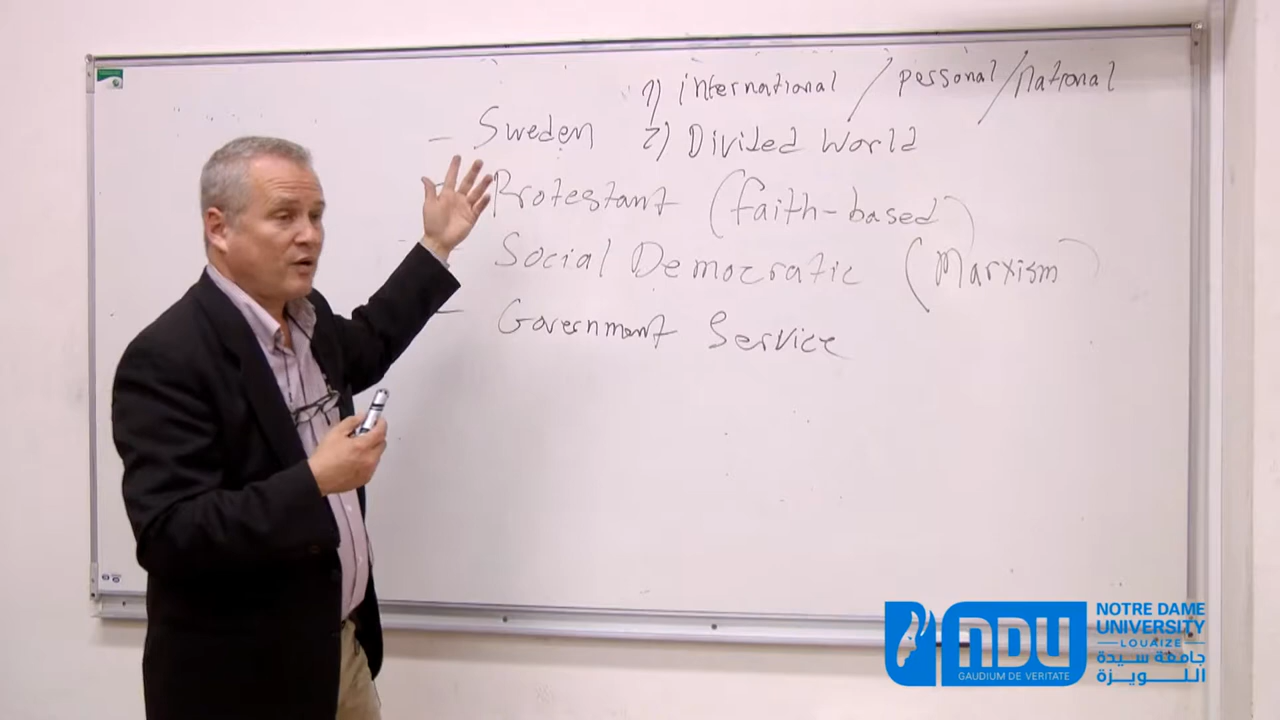 1) international / personal / national
- Sweden 2) Divided World
- Protestant (faith-based)
- Social Democratic (Marxism)
- Government Service
NDU
GAUDIUM DE VERITATE
NOTRE DAME
UNIVERSITY
LOUAIZE
جامعة سيدة
اللويزة